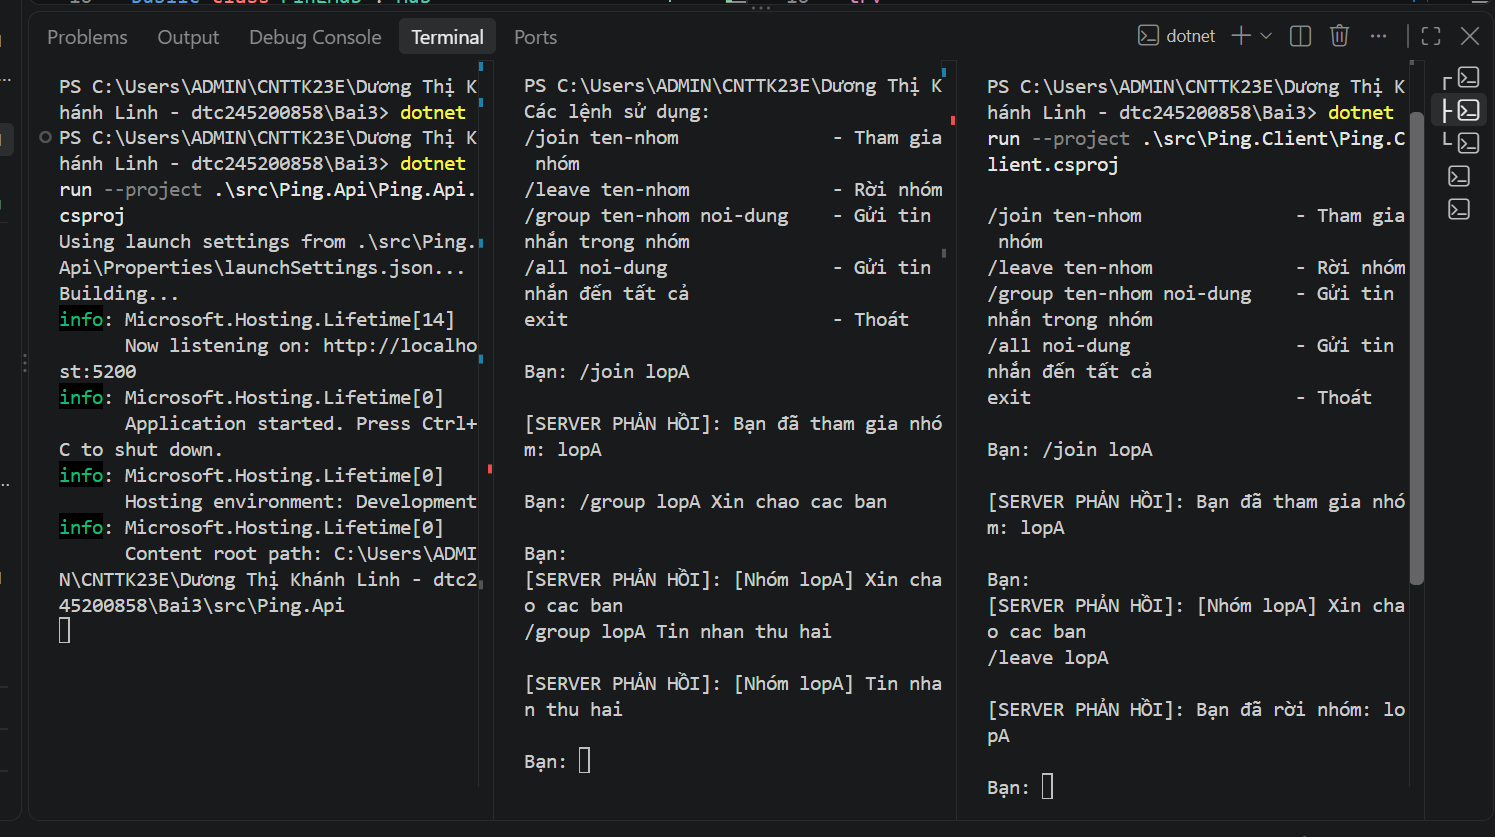 public class PingHub : Hub
try
Problems Output Debug Console Terminal Ports
dotnet
PS C:\Users\ADMIN\CNTTK23E\Dương Thị K
hánh Linh - dtc245200858\Bai3> dotnet
PS C:\Users\ADMIN\CNTTK23E\Dương Thị K
hánh Linh - dtc245200858\Bai3> dotnet
run --project .\src\Ping.Api\Ping.Api.
csproj
Using launch settings from .\src\Ping.
Api\Properties\launchSettings.json...
Building...
info: Microsoft.Hosting.Lifetime[14]
Now listening on: http://localho
st:5200
info: Microsoft.Hosting.Lifetime[0]
Application started. Press Ctrl+
C to shut down.
info: Microsoft.Hosting.Lifetime[0]
Hosting environment: Development
info: Microsoft.Hosting.Lifetime[0]
Content root path: C:\Users\ADMI
N\CNTTK23E\Dương Thị Khánh Linh - dtc2
45200858\Bai3\src\Ping.Api
PS C:\Users\ADMIN\CNTTK23E\Dương Thị K
Các lệnh sử dụng:
/join ten-nhom - Tham gia
nhóm
/leave ten-nhom - Rời nhóm
/group ten-nhom noi-dung - Gửi tin
nhắn trong nhóm
/all noi-dung - Gửi tin
nhắn đến tất cả
exit - Thoát
Bạn: /join lopA
[SERVER PHẢN HỒI]: Bạn đã tham gia nhó
m: lopA
Bạn: /group lopA Xin chao cac ban
Bạn:
[SERVER PHẢN HỒI]: [Nhóm lopA] Xin cha
o cac ban
/group lopA Tin nhan thu hai
[SERVER PHẢN HỒI]: [Nhóm lopA] Tin nha
n thu hai
Bạn:
PS C:\Users\ADMIN\CNTTK23E\Dương Thị K
hánh Linh - dtc245200858\Bai3> dotnet
run --project .\src\Ping.Client\Ping.C
lient.csproj
/join ten-nhom - Tham gia
nhóm
/leave ten-nhom - Rời nhóm
/group ten-nhom noi-dung - Gửi tin
nhắn trong nhóm
/all noi-dung - Gửi tin
nhắn đến tất cả
exit - Thoát
Bạn: /join lopA
[SERVER PHẢN HỒI]: Bạn đã tham gia nhó
m: lopA
Bạn:
[SERVER PHẢN HỒI]: [Nhóm lopA] Xin cha
o cac ban
/leave lopA
[SERVER PHẢN HỒI]: Bạn đã rời nhóm: lo
pA
Bạn: